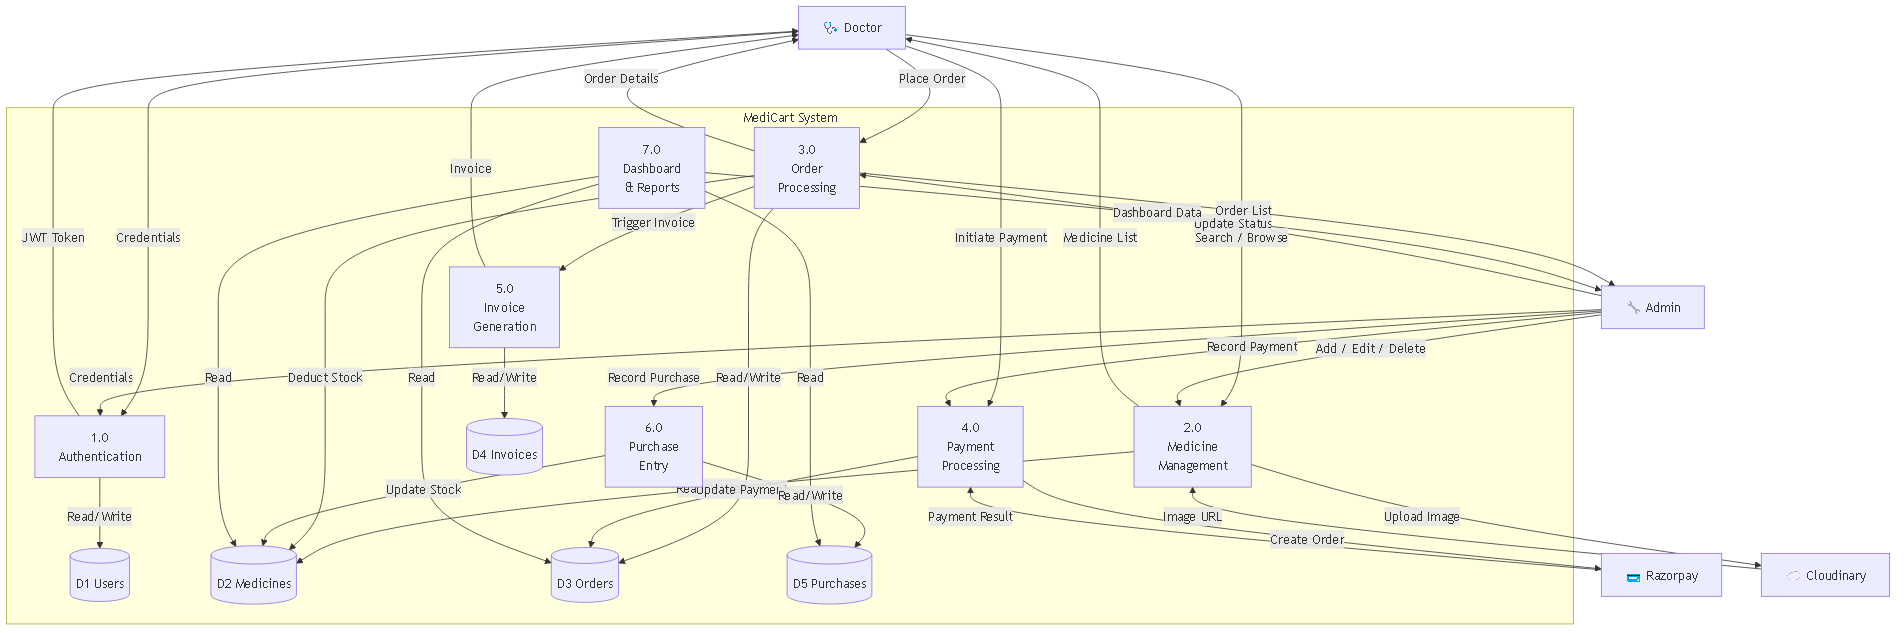 Doctor
Order Details
Place Order
MediCart System
7.0
Dashboard
& Reports
3.0
Order
Processing
Invoice
Trigger Invoice
Dashboard Data
Order List
Update Status
Search / Browse
JWT Token
Credentials
Initiate Payment
Medicine List
5.0
Invoice
Generation
Admin
Record Payment
Add / Edit / Delete
Credentials
Read
Deduct Stock
Read
Read/Write
Record Purchase
Read/Write
Read
1.0
Authentication
D4 Invoices
6.0
Purchase
Entry
4.0
Payment
Processing
2.0
Medicine
Management
Update Stock
Update Payment
Read/Write
Read/Write
Payment Result
Image URL
Upload Image
Create Order
D1 Users
D2 Medicines
D3 Orders
D5 Purchases
Razorpay
Cloudinary